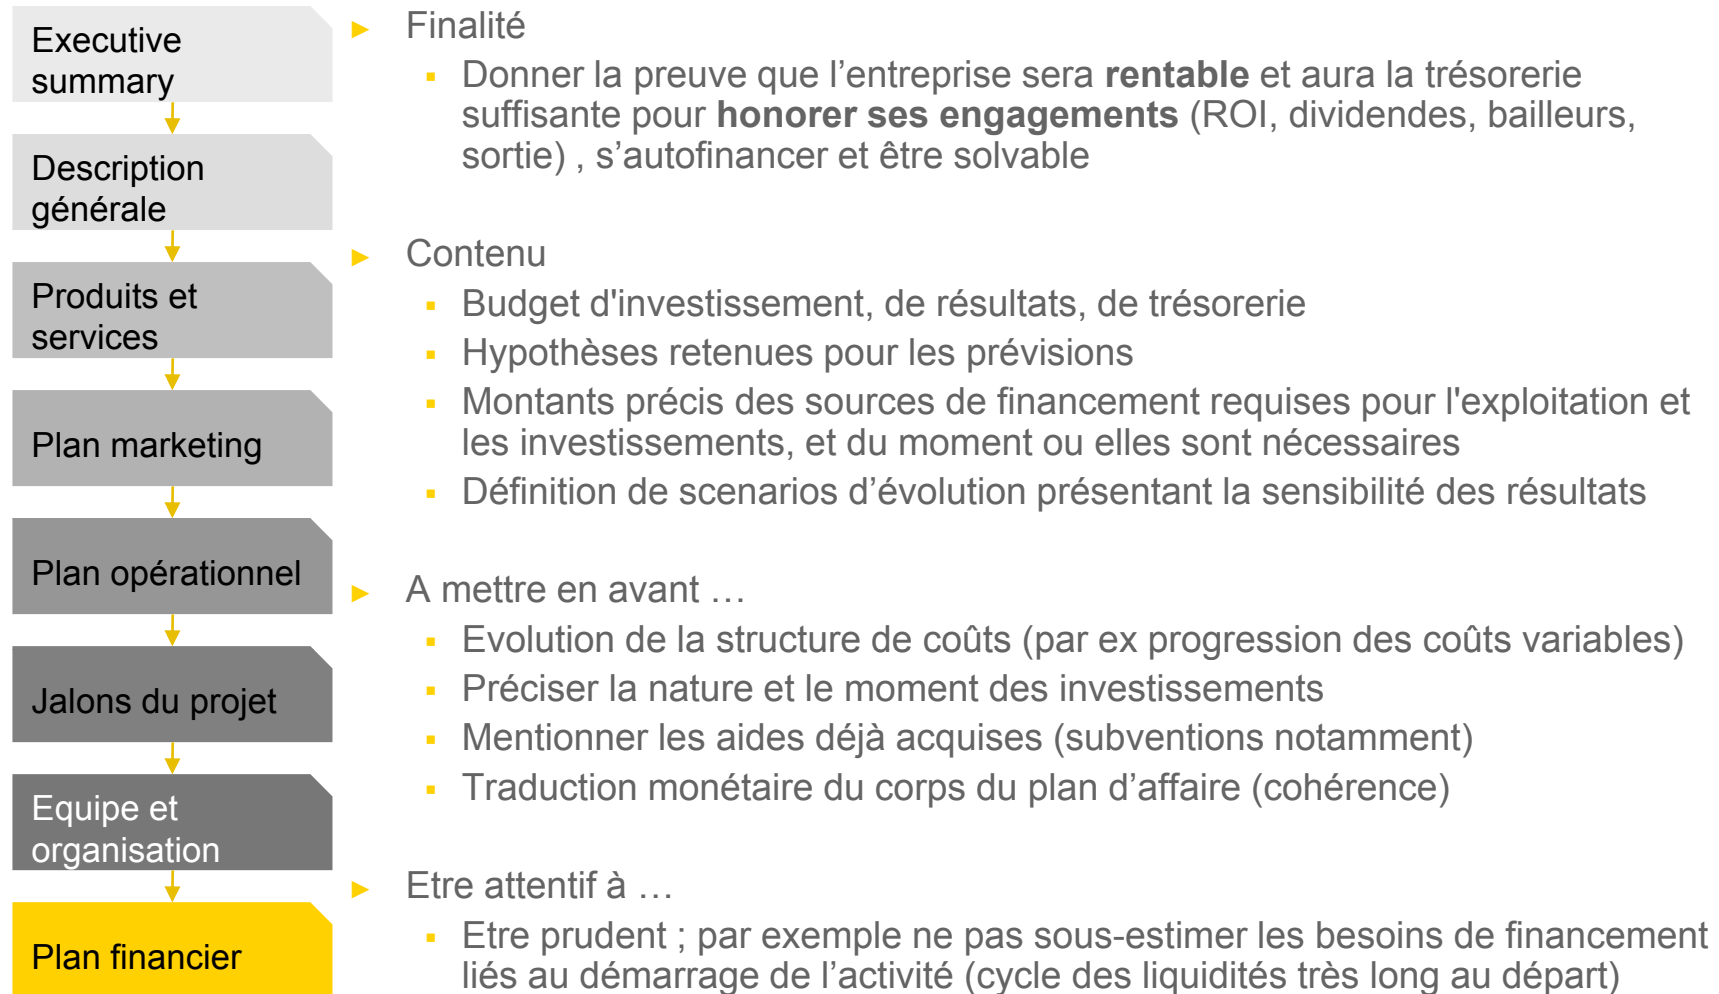 Executive
summary
Description
générale
Produits et
services
Plan marketing
Plan opérationnel
Jalons du projet
Equipe et
organisation
Plan financier
► Finalité
▪ Donner la preuve que l’entreprise sera rentable et aura la trésorerie
suffisante pour honorer ses engagements (ROI, dividendes, bailleurs,
sortie) , s’autofinancer et être solvable
► Contenu
▪ Budget d'investissement, de résultats, de trésorerie
▪ Hypothèses retenues pour les prévisions
▪ Montants précis des sources de financement requises pour l'exploitation et
les investissements, et du moment ou elles sont nécessaires
▪ Définition de scenarios d’évolution présentant la sensibilité des résultats
► A mettre en avant …
▪ Evolution de la structure de coûts (par ex progression des coûts variables)
▪ Préciser la nature et le moment des investissements
▪ Mentionner les aides déjà acquises (subventions notamment)
▪ Traduction monétaire du corps du plan d’affaire (cohérence)
► Etre attentif à …
▪ Etre prudent ; par exemple ne pas sous-estimer les besoins de financement
liés au démarrage de l’activité (cycle des liquidités très long au départ)